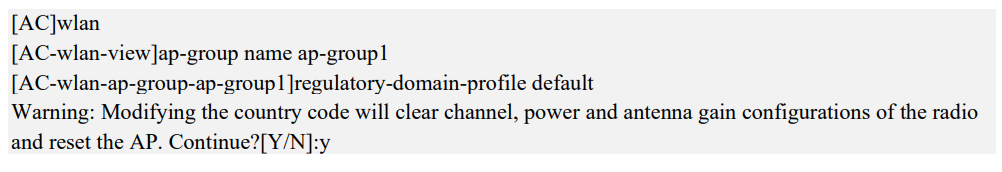 [AC]wlan
[AC-wlan-view]ap-group name ap-group1
[AC-wlan-ap-group-ap-group1]regulatory-domain-profile default
Warning: Modifying the country code will clear channel, power and antenna gain configurations of the radio
and reset the AP. Continue?[Y/N]:y